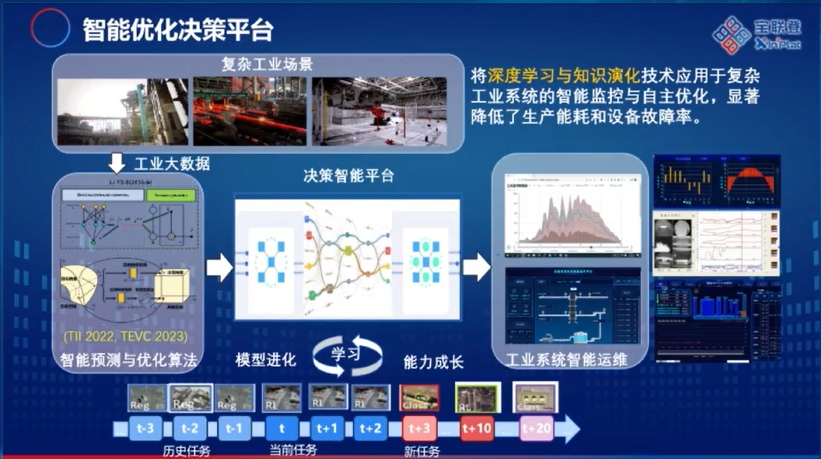 智能优化决策平台
宝联登
XinPLat
复杂工业场景
将深度学习与知识演化技术应用于复杂
工业系统的智能监控与自主优化，显著
降低了生产能耗和设备故障率。
工业大数据
决策智能平台
(TII 2022, TEVC 2023)
智能预测与优化算法
模型进化
学习
能力成长
工业系统智能运维
Reg
Reg
Reg
RL
RL
RL
Class
RL
Class
... t-3 t-2 t-1 t t+1 t+2 t+3 ... t+10 ... t+20
历史任务
当前任务
新任务